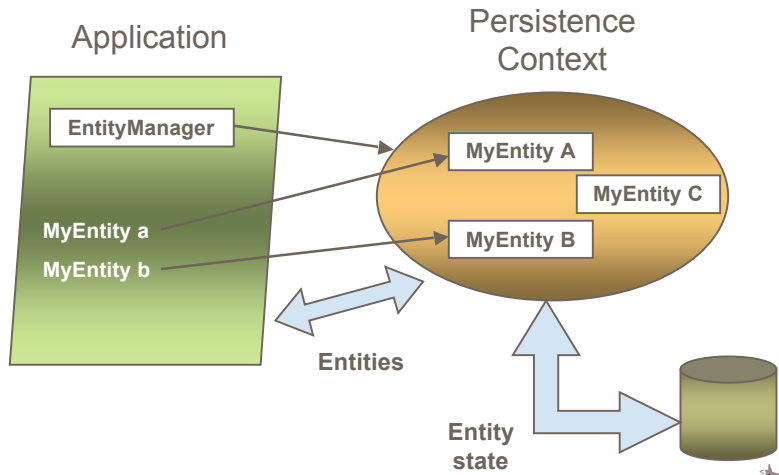 Application
Persistence
Context
EntityManager
MyEntity A
MyEntity C
MyEntity a
MyEntity B
MyEntity b
Entities
Entity
state